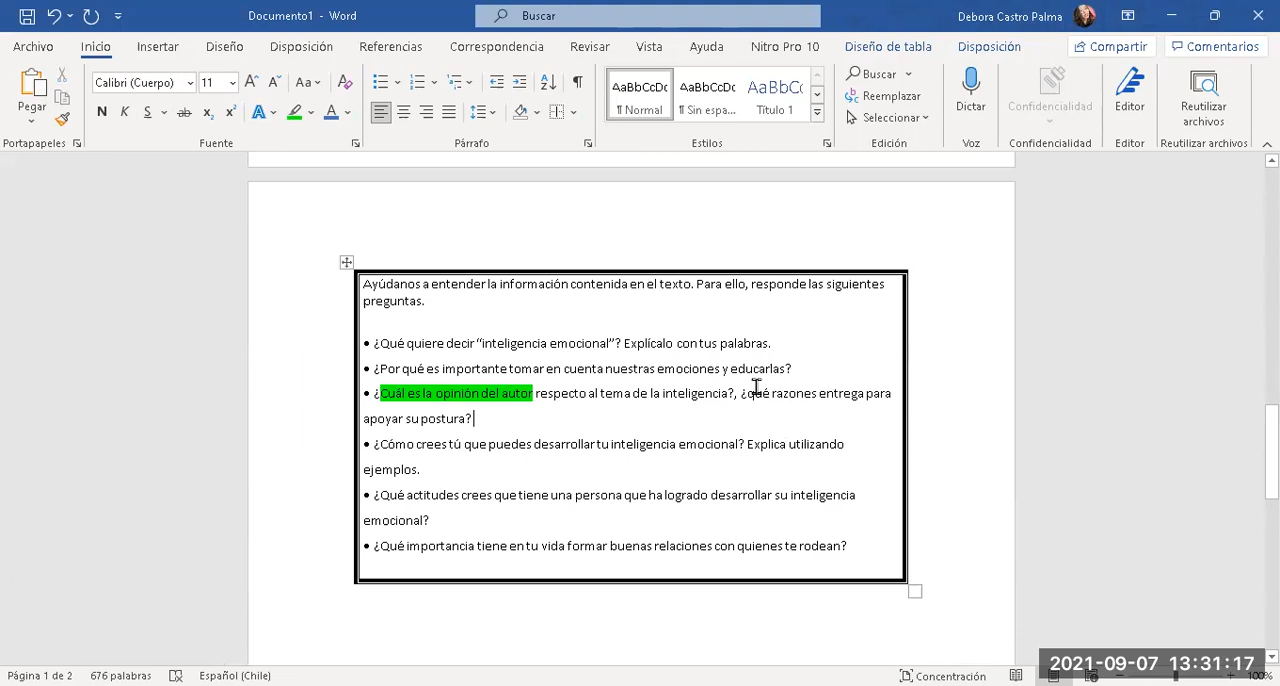 Documento1 - Word
Buscar
Debora Castro Palma
Archivo Inicio Insertar Diseño Disposición Referencias Correspondencia Revisar Vista Ayuda Nitro Pro 10 Diseño de tabla Disposición Compartir Comentarios
Pegar
Calibri (Cuerpo) 11
AaBbCcDc AaBbCcDc AaBbCc
¶ Normal ¶ Sin espa... Título 1
Buscar
Reemplazar
Seleccionar
Dictar
Confidencialidad
Editor
Reutilizar archivos
Portapapeles Fuente Párrafo Estilos Edición Voz Confidencialidad Editor Reutilizar archivos
Ayúdanos a entender la información contenida en el texto. Para ello, responde las siguientes
preguntas.
• ¿Qué quiere decir “inteligencia emocional”? Explícalo con tus palabras.
• ¿Por qué es importante tomar en cuenta nuestras emociones y educarlas?
• ¿Cuál es la opinión del autor respecto al tema de la inteligencia?, ¿qué razones entrega para
apoyar su postura?
• ¿Cómo crees tú que puedes desarrollar tu inteligencia emocional? Explica utilizando
ejemplos.
• ¿Qué actitudes crees que tiene una persona que ha logrado desarrollar su inteligencia
emocional?
• ¿Qué importancia tiene en tu vida formar buenas relaciones con quienes te rodean?
2021-09-07 13:31:17
Página 1 de 2 676 palabras Español (Chile) Concentración 100%